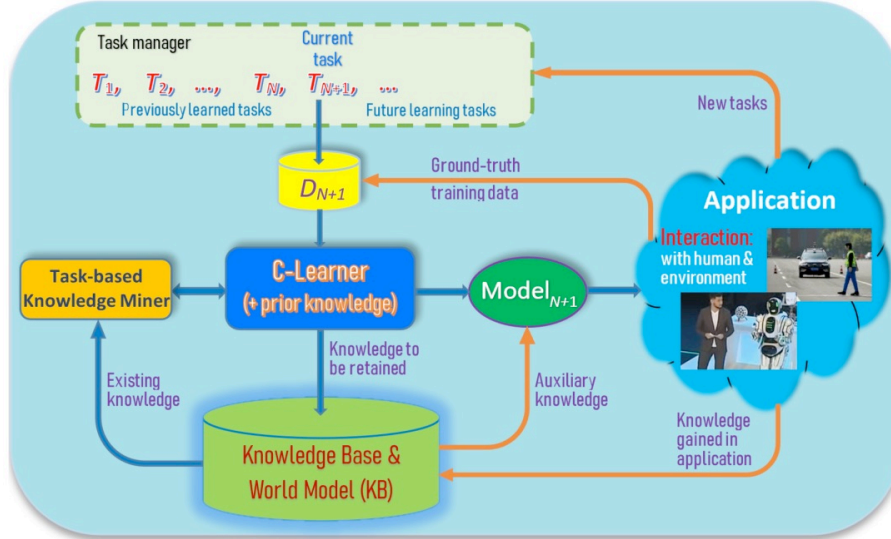 Task manager
Current
task
T1, T2, ..., TN, TN+1, ...
Previously learned tasks
Future learning tasks
New tasks
DN+1
Ground-truth
training data
Application
Interaction:
with human &
environment
Task-based
Knowledge Miner
C-Learner
(+ prior knowledge)
ModelN+1
Knowledge to
be retained
Existing
knowledge
Auxiliary
knowledge
Knowledge
gained in
application
Knowledge Base &
World Model (KB)